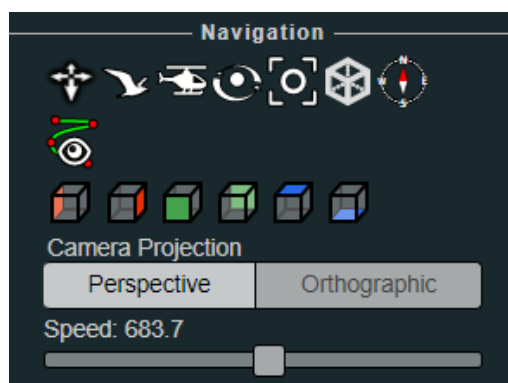 Navigation
N
W E
S
Camera Projection
Perspective Orthographic
Speed: 683.7